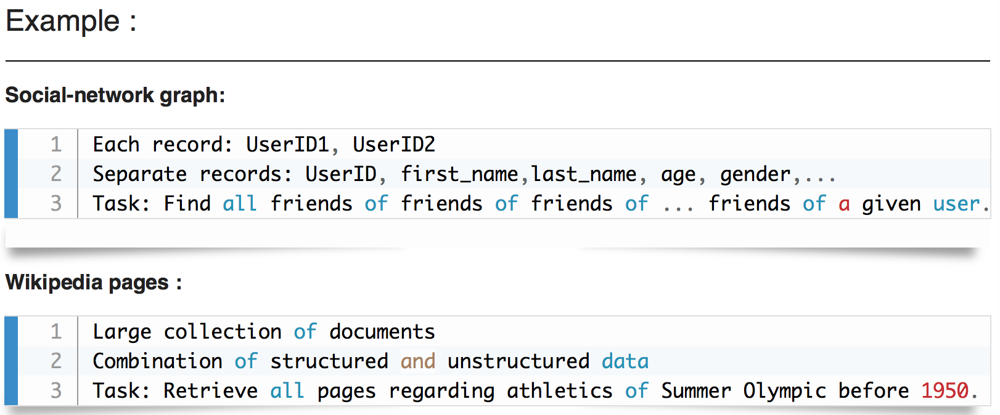 Example :
Social-network graph:
1 Each record: UserID1, UserID2
2 Separate records: UserID, first_name,last_name, age, gender,...
3 Task: Find all friends of friends of friends of ... friends of a given user.
Wikipedia pages :
1 Large collection of documents
2 Combination of structured and unstructured data
3 Task: Retrieve all pages regarding athletics of Summer Olympic before 1950.